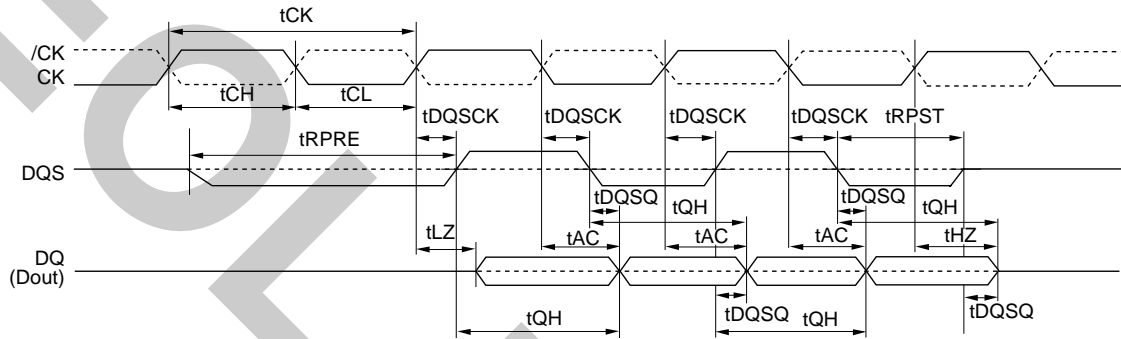 tCK
/CK
CK
tCH tCL
tDQSCK tDQSCK tDQSCK tDQSCK tRPST
tRPRE
DQS
tDQSQ tQH tDQSQ tQH
tLZ tAC tAC tAC tHZ
DQ
(Dout)
tQH tDQSQ tQH tDQSQ